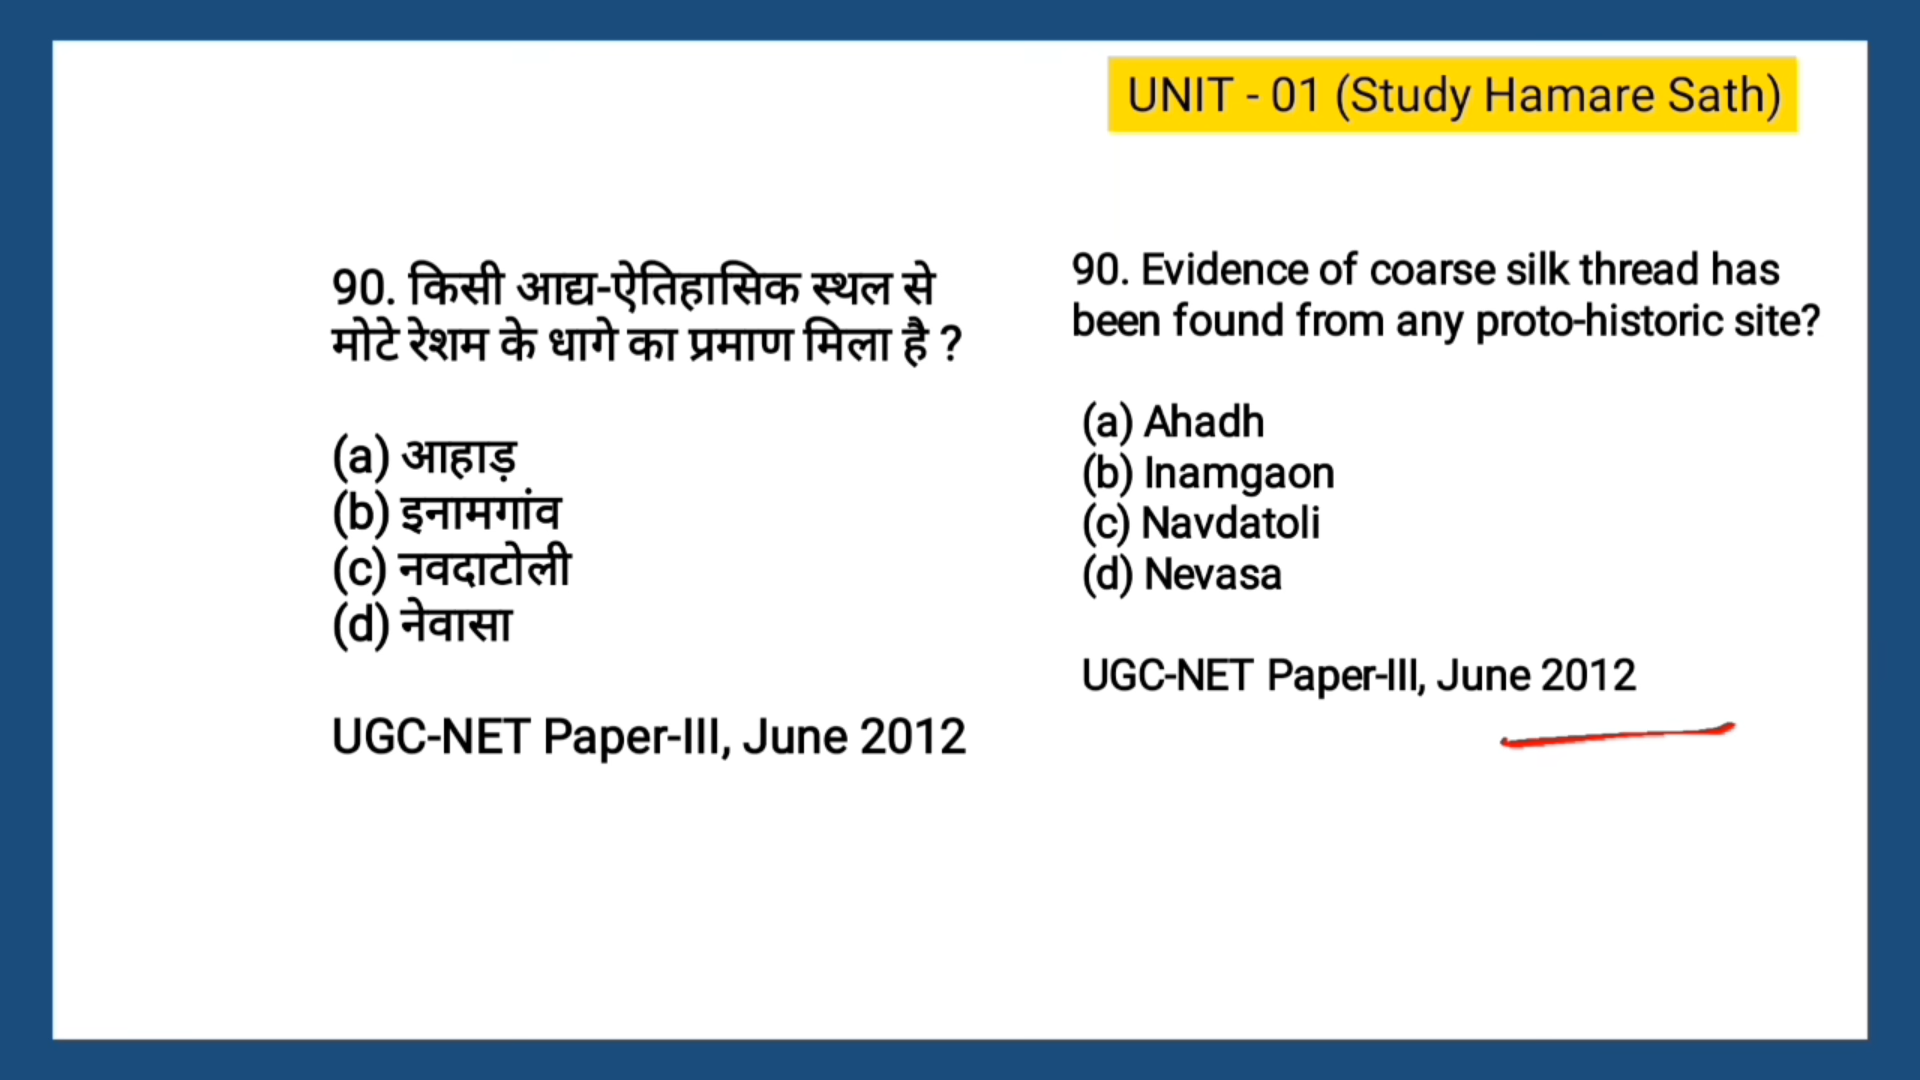 UNIT - 01 (Study Hamare Sath)
90. किसी आद्य-ऐतिहासिक स्थल से
मोटे रेशम के धागे का प्रमाण मिला है ?
(a) आहाड़
(b) इनामगांव
(c) नवदाटोली
(d) नेवासा
UGC-NET Paper-III, June 2012
90. Evidence of coarse silk thread has
been found from any proto-historic site?
(a) Ahadh
(b) Inamgaon
(c) Navdatoli
(d) Nevasa
UGC-NET Paper-III, June 2012